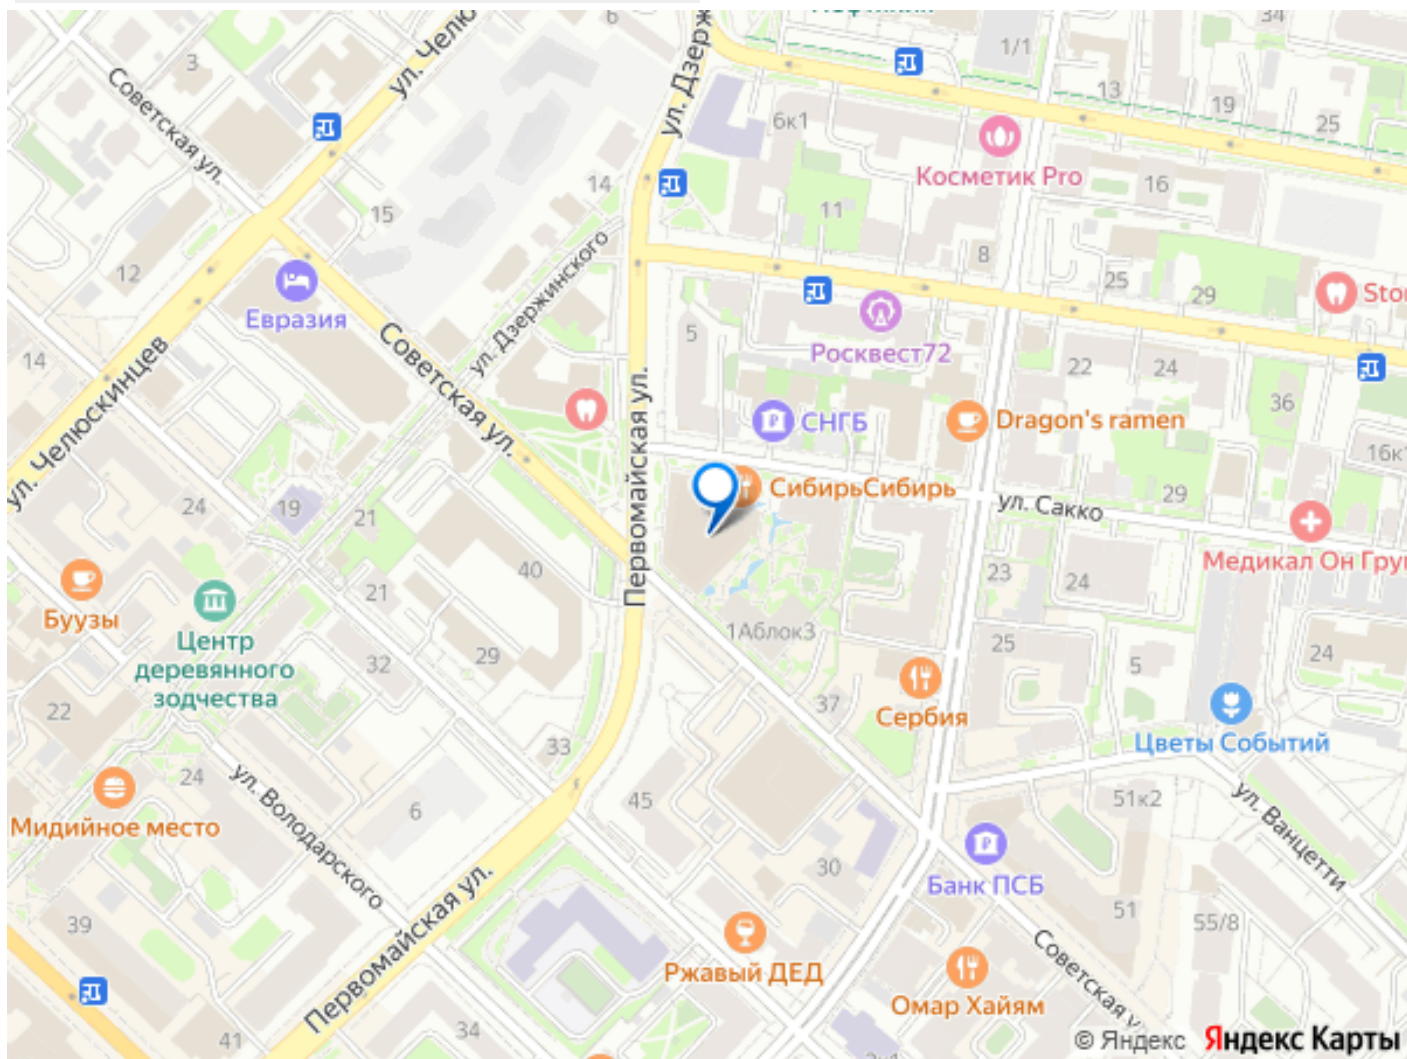 34
6
1/1
3
ул. Дзерж
13
19
25
Советская ул.
6к1
Косметик Pro
16
14
15
11
8
12
ул. Дзержинского
25
29
Евразия
Росквест72
5
14
22
24
36
Советская ул.
СНГБ
Dragon's ramen
16к1
ул. Челюскинцев
Первомайская ул.
СибирьСибирь
29
ул. Сакко
24
19
21
Медикал Он Груп
40
23
24
21
Буузы
Центр
деревянного
зодчества
1Аблок3
25
24
29
32
5
37
Сербия
22
33
Цветы Событий
24
ул. Володарского
45
6
51к2
ул. Ванцетти
Мидийное место
30
Банк ПСБ
Первомайская ул.
51
55/8
39
Ржавый ДЕД
Советская у
Омар Хайям
34
41
© Яндекс Яндекс Карты